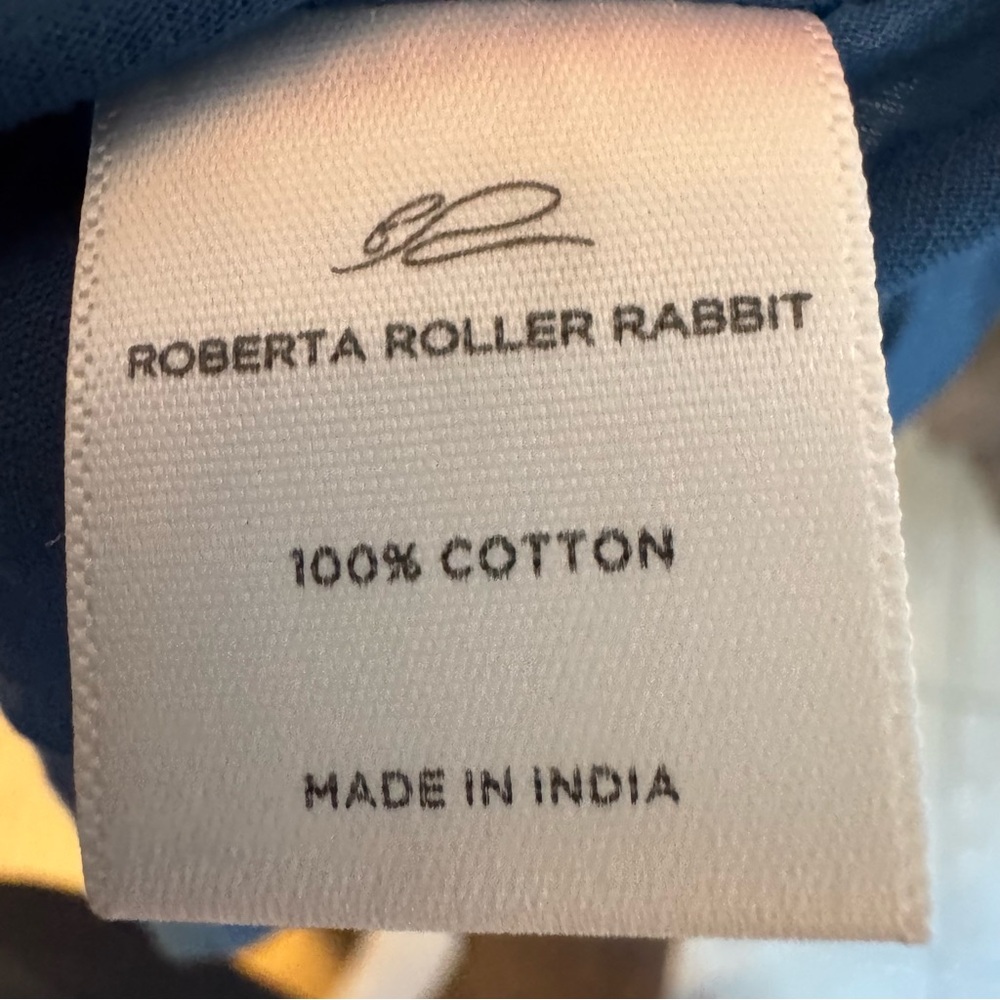 ROBERTA ROLLER RABBIT
100% COTTON
MADE IN INDIA